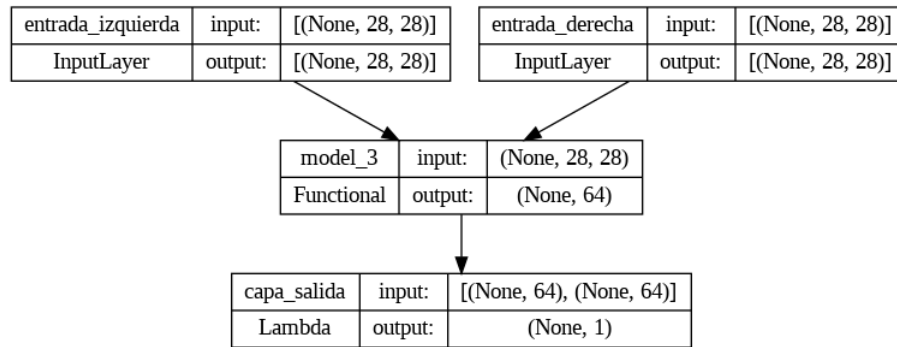 entrada_izquierda input: [(None, 28, 28)]
InputLayer output: [(None, 28, 28)]
entrada_derecha input: [(None, 28, 28)]
InputLayer output: [(None, 28, 28)]
model_3 input: (None, 28, 28)
Functional output: (None, 64)
capa_salida input: [(None, 64), (None, 64)]
Lambda output: (None, 1)